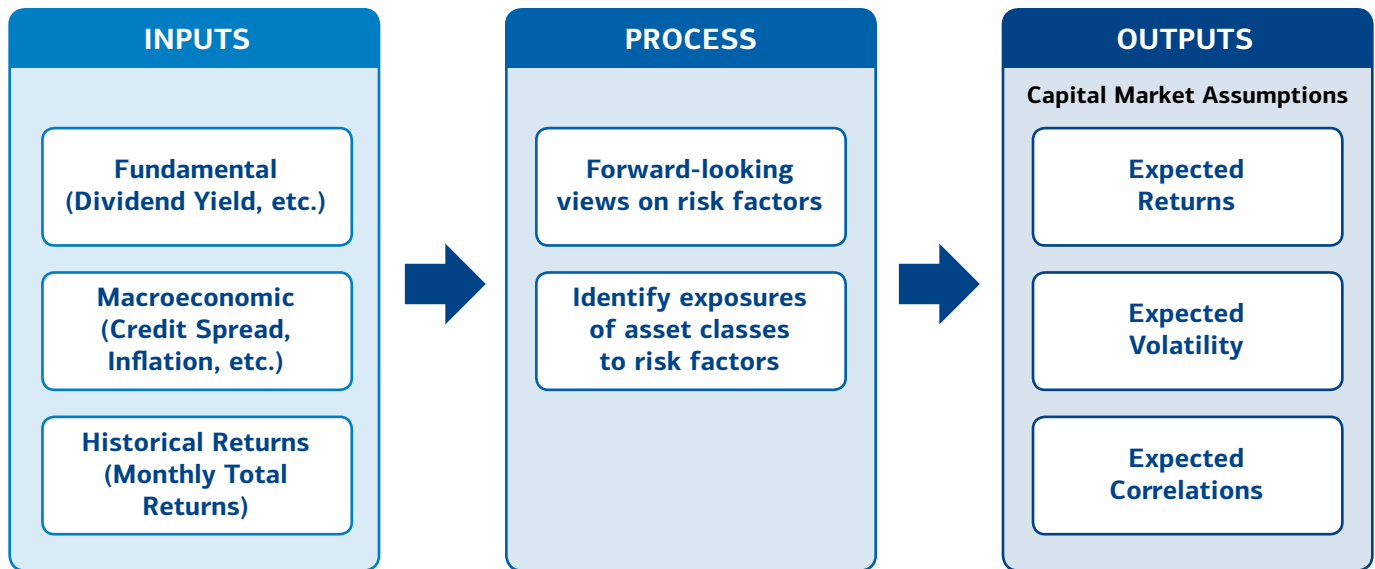 INPUTS
Fundamental
(Dividend Yield, etc.)
Macroeconomic
(Credit Spread,
Inflation, etc.)
Historical Returns
(Monthly Total
Returns)
PROCESS
Forward-looking
views on risk factors
Identify exposures
of asset classes
to risk factors
OUTPUTS
Capital Market Assumptions
Expected
Returns
Expected
Volatility
Expected
Correlations